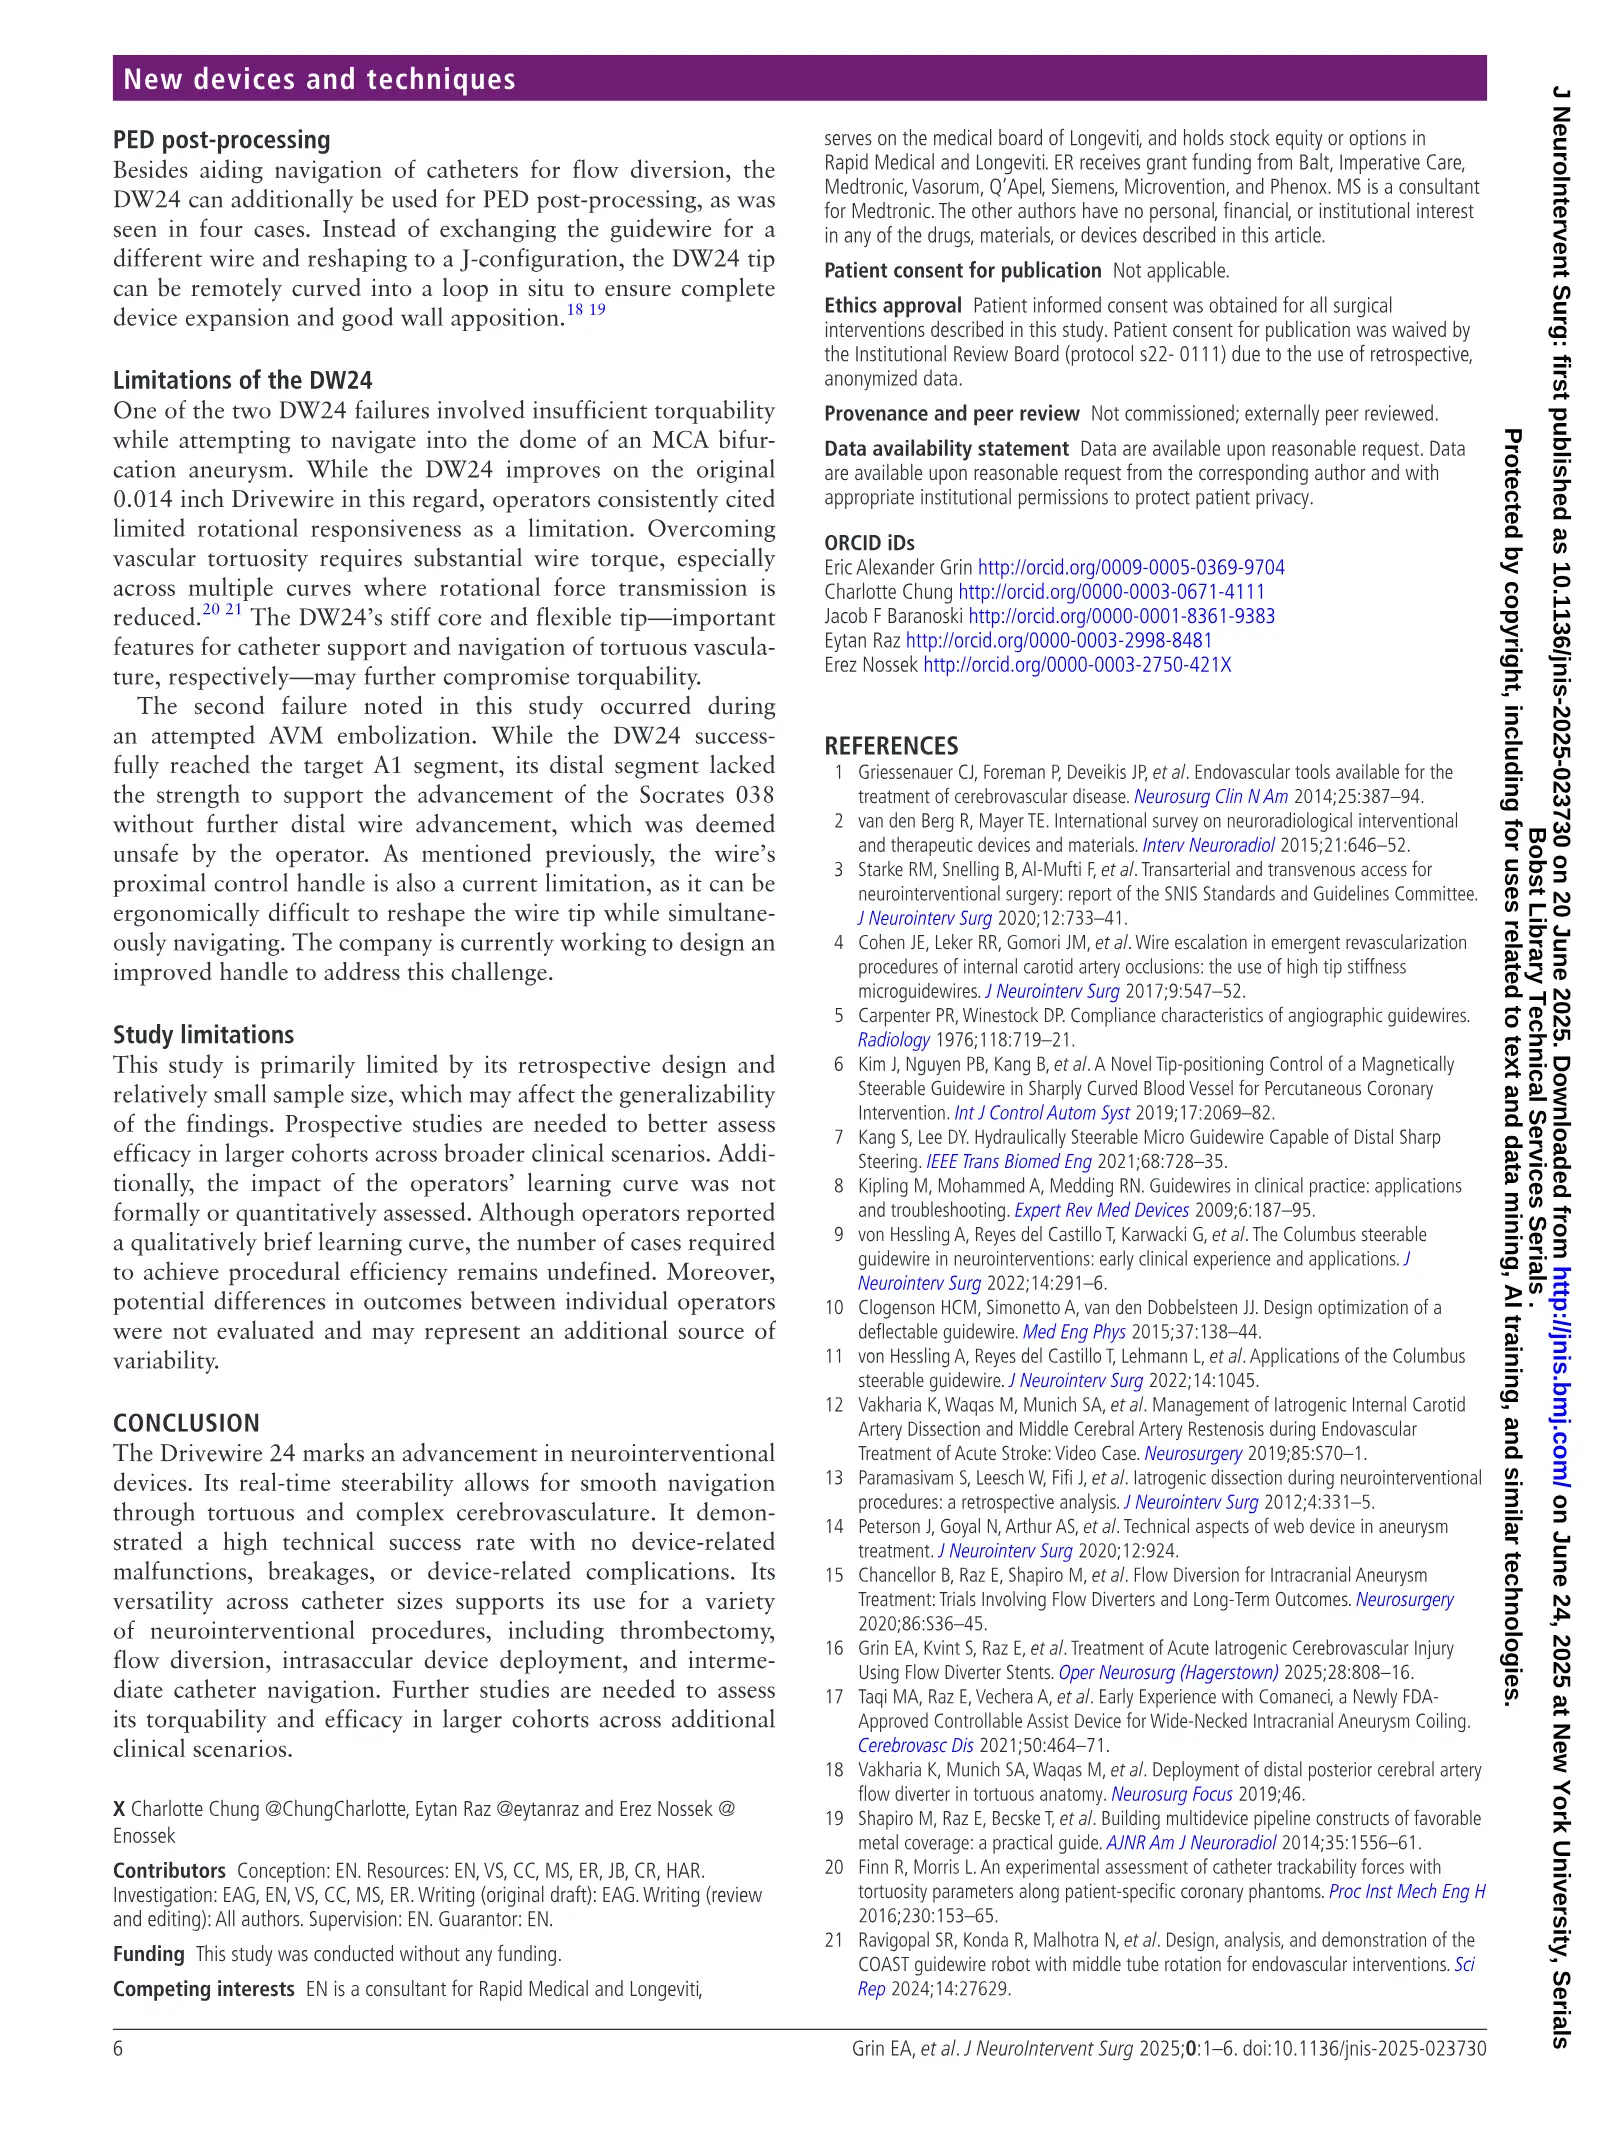 New devices and techniques
PED post-processing
Besides aiding navigation of catheters for flow diversion, the
DW24 can additionally be used for PED post-processing, as was
seen in four cases. Instead of exchanging the guidewire for a
different wire and reshaping to a J-configuration, the DW24 tip
can be remotely curved into a loop in situ to ensure complete
device expansion and good wall apposition.18 19
Limitations of the DW24
One of the two DW24 failures involved insufficient torquability
while attempting to navigate into the dome of an MCA bifur-
cation aneurysm. While the DW24 improves on the original
0.014 inch Drivewire in this regard, operators consistently cited
limited rotational responsiveness as a limitation. Overcoming
vascular tortuosity requires substantial wire torque, especially
across multiple curves where rotational force transmission is
reduced.20 21 The DW24's stiff core and flexible tip—important
features for catheter support and navigation of tortuous vascula-
ture, respectively—may further compromise torquability.
The second failure noted in this study occurred during
an attempted AVM embolization. While the DW24 success-
fully reached the target A1 segment, its distal segment lacked
the strength to support the advancement of the Socrates 038
without further distal wire advancement, which was deemed
unsafe by the operator. As mentioned previously, the wire's
proximal control handle is also a current limitation, as it can be
ergonomically difficult to reshape the wire tip while simultane-
ously navigating. The company is currently working to design an
improved handle to address this challenge.
Study limitations
This study is primarily limited by its retrospective design and
relatively small sample size, which may affect the generalizability
of the findings. Prospective studies are needed to better assess
efficacy in larger cohorts across broader clinical scenarios. Addi-
tionally, the impact of the operators' learning curve was not
formally or quantitatively assessed. Although operators reported
a qualitatively brief learning curve, the number of cases required
to achieve procedural efficiency remains undefined. Moreover,
potential differences in outcomes between individual operators
were not evaluated and may represent an additional source of
variability.
CONCLUSION
The Drivewire 24 marks an advancement in neurointerventional
devices. Its real-time steerability allows for smooth navigation
through tortuous and complex cerebrovasculature. It demon-
strated a high technical success rate with no device-related
malfunctions, breakages, or device-related complications. Its
versatility across catheter sizes supports its use for a variety
of neurointerventional procedures, including thrombectomy,
flow diversion, intrasaccular device deployment, and interme-
diate catheter navigation. Further studies are needed to assess
its torquability and efficacy in larger cohorts across additional
clinical scenarios.
X Charlotte Chung @ChungCharlotte, Eytan Raz @eytanraz and Erez Nossek @
Enossek
Contributors Conception: EN. Resources: EN, VS, CC, MS, ER, JB, CR, HAR.
Investigation: EAG, EN, VS, CC, MS, ER. Writing (original draft): EAG. Writing (review
and editing): All authors. Supervision: EN. Guarantor: EN.
Funding This study was conducted without any funding.
Competing interests EN is a consultant for Rapid Medical and Longeviti,
serves on the medical board of Longeviti, and holds stock equity or options in
Rapid Medical and Longeviti. ER receives grant funding from Balt, Imperative Care,
Medtronic, Vasorum, Q'Apel, Siemens, Microvention, and Phenox. MS is a consultant
for Medtronic. The other authors have no personal, financial, or institutional interest
in any of the drugs, materials, or devices described in this article.
Patient consent for publication Not applicable.
Ethics approval Patient informed consent was obtained for all surgical
interventions described in this study. Patient consent for publication was waived by
the Institutional Review Board (protocol s22- 0111) due to the use of retrospective,
anonymized data.
Provenance and peer review Not commissioned; externally peer reviewed.
Data availability statement Data are available upon reasonable request. Data
are available upon reasonable request from the corresponding author and with
appropriate institutional permissions to protect patient privacy.
ORCID iDs
Eric Alexander Grin http://orcid.org/0009-0005-0369-9704
Charlotte Chung http://orcid.org/0000-0003-0671-4111
Jacob F Baranoski http://orcid.org/0000-0001-8361-9383
Eytan Raz http://orcid.org/0000-0003-2998-8481
Erez Nossek http://orcid.org/0000-0003-2750-421X
REFERENCES
1 Griessenauer CJ, Foreman P, Deveikis JP, et al. Endovascular tools available for the
treatment of cerebrovascular disease. Neurosurg Clin N Am 2014;25:387–94.
2 van den Berg R, Mayer TE. International survey on neuroradiological interventional
and therapeutic devices and materials. Interv Neuroradiol 2015;21:646–52.
3 Starke RM, Snelling B, Al-Mufti F, et al. Transarterial and transvenous access for
neurointerventional surgery: report of the SNIS Standards and Guidelines Committee.
J Neurointerv Surg 2020;12:733–41.
4 Cohen JE, Leker RR, Gomori JM, et al. Wire escalation in emergent revascularization
procedures of internal carotid artery occlusions: the use of high tip stiffness
microguidewires. J Neurointerv Surg 2017;9:547–52.
5 Carpenter PR, Winestock DP. Compliance characteristics of angiographic guidewires.
Radiology 1976;118:719–21.
6 Kim J, Nguyen PB, Kang B, et al. A Novel Tip-positioning Control of a Magnetically
Steerable Guidewire in Sharply Curved Blood Vessel for Percutaneous Coronary
Intervention. Int J Control Autom Syst 2019;17:2069–82.
7 Kang S, Lee DY. Hydraulically Steerable Micro Guidewire Capable of Distal Sharp
Steering. IEEE Trans Biomed Eng 2021;68:728–35.
8 Kipling M, Mohammed A, Medding RN. Guidewires in clinical practice: applications
and troubleshooting. Expert Rev Med Devices 2009;6:187–95.
9 von Hessling A, Reyes del Castillo T, Karwacki G, et al. The Columbus steerable
guidewire in neurointerventions: early clinical experience and applications. J
Neurointerv Surg 2022;14:291–6.
10 Clogenson HCM, Simonetto A, van den Dobbelsteen JJ. Design optimization of a
deflectable guidewire. Med Eng Phys 2015;37:138–44.
11 von Hessling A, Reyes del Castillo T, Lehmann L, et al. Applications of the Columbus
steerable guidewire. J Neurointerv Surg 2022;14:1045.
12 Vakharia K, Waqas M, Munich SA, et al. Management of Iatrogenic Internal Carotid
Artery Dissection and Middle Cerebral Artery Restenosis during Endovascular
Treatment of Acute Stroke: Video Case. Neurosurgery 2019;85:S70–1.
13 Paramasivam S, Leesch W, Fifi J, et al. Iatrogenic dissection during neurointerventional
procedures: a retrospective analysis. J Neurointerv Surg 2012;4:331–5.
14 Peterson J, Goyal N, Arthur AS, et al. Technical aspects of web device in aneurysm
treatment. J Neurointerv Surg 2020;12:924.
15 Chancellor B, Raz E, Shapiro M, et al. Flow Diversion for Intracranial Aneurysm
Treatment: Trials Involving Flow Diverters and Long-Term Outcomes. Neurosurgery
2020;86:S36–45.
16 Grin EA, Kvint S, Raz E, et al. Treatment of Acute Iatrogenic Cerebrovascular Injury
Using Flow Diverter Stents. Oper Neurosurg (Hagerstown) 2025;28:808–16.
17 Taqi MA, Raz E, Vechera A, et al. Early Experience with Comaneci, a Newly FDA-
Approved Controllable Assist Device for Wide-Necked Intracranial Aneurysm Coiling.
Cerebrovasc Dis 2021;50:464–71.
18 Vakharia K, Munich SA, Waqas M, et al. Deployment of distal posterior cerebral artery
flow diverter in tortuous anatomy. Neurosurg Focus 2019;46.
19 Shapiro M, Raz E, Becske T, et al. Building multidevice pipeline constructs of favorable
metal coverage: a practical guide. AJNR Am J Neuroradiol 2014;35:1556–61.
20 Finn R, Morris L. An experimental assessment of catheter trackability forces with
tortuosity parameters along patient-specific coronary phantoms. Proc Inst Mech Eng H
2016;230:153–65.
21 Ravigopal SR, Konda R, Malhotra N, et al. Design, analysis, and demonstration of the
COAST guidewire robot with middle tube rotation for endovascular interventions. Sci
Rep 2024;14:27629.
6
Grin EA, et al. J NeuroIntervent Surg 2025;0:1–6. doi:10.1136/jnis-2025-023730
J NeuroIntervent Surg: first published as 10.1136/jnis-2025-023730 on 20 June 2025. Downloaded from http://jnis.bmj.com/ on June 24, 2025 at New York University, Serials
Bobst Library Technical Services Serials .
Protected by copyright, including for uses related to text and data mining, AI training, and similar technologies.